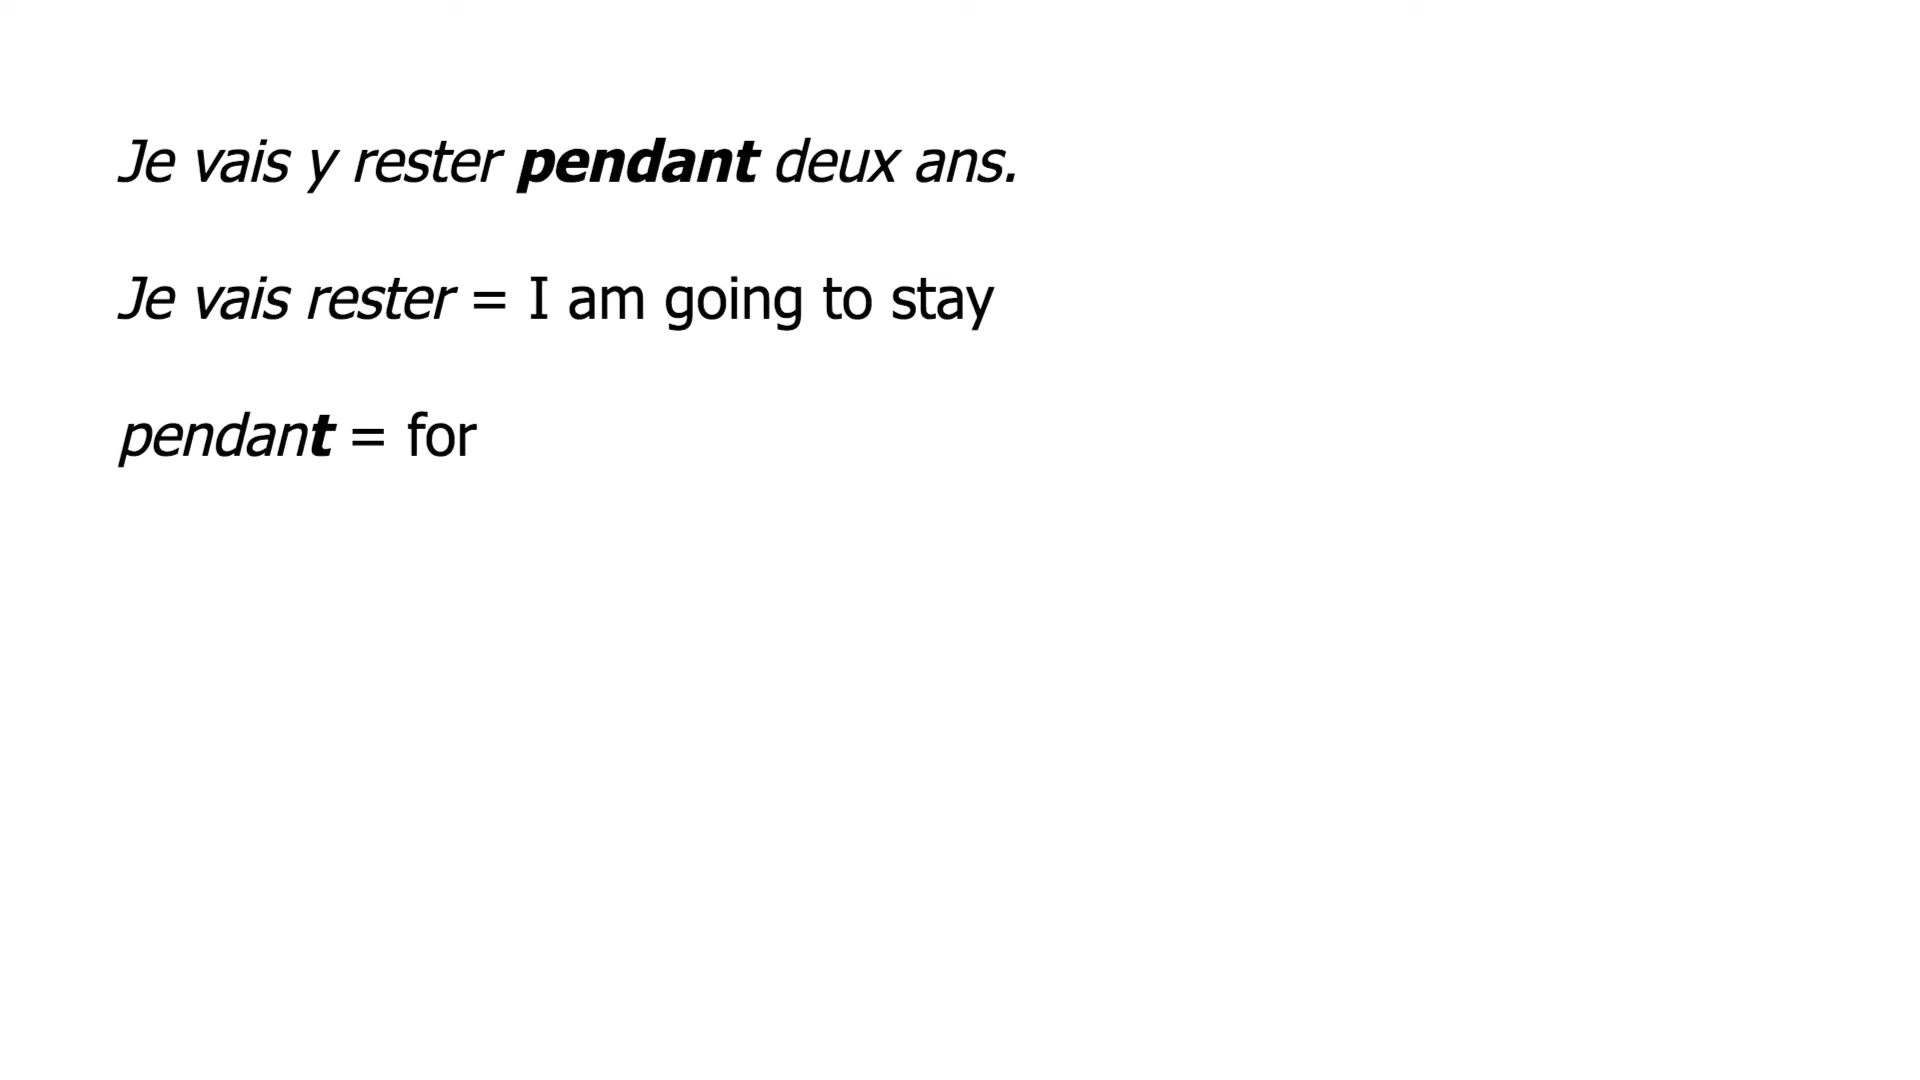 Je vais y rester pendant deux ans.
Je vais rester = I am going to stay
pendant = for